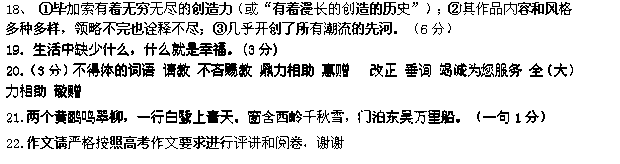 18、 ①毕加索有着无穷无尽的创造力（或“有着漫长的创造的历史”）；②其作品内容和风格
多种多样，领略不完也诠释不尽；③几乎开创了所有潮流的先河。（6分）
19．生活中缺少什么，什么就是幸福。（3分）
20．（3分）不得体的词语 请教 不吝赐教 鼎力相助 惠赠 改正 垂询 竭诚为您服务 全（大）
力相助 敬赠
21．两个黄鹂鸣翠柳，一行白鹭上青天。窗含西岭千秋雪，门泊东吴万里船。（一句1分）
22．作文请严格按照高考作文要求进行评讲和阅卷．谢谢